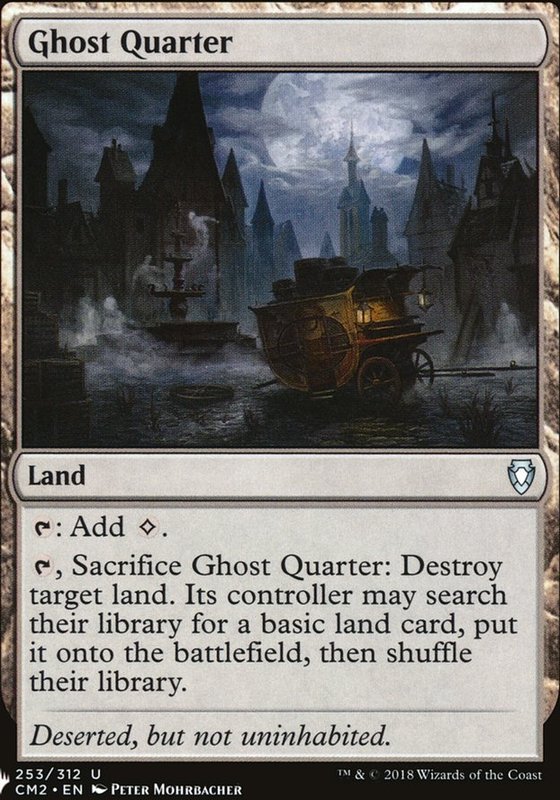 Ghost Quarter
Land
: Add .
, Sacrifice Ghost Quarter: Destroy
target land. Its controller may search
their library for a basic land card, put
it onto the battlefield, then shuffle
their library.
Deserted, but not uninhabited.
253/312 U
CM2 • EN Peter Mohrbacher
™ & © 2018 Wizards of the Coast